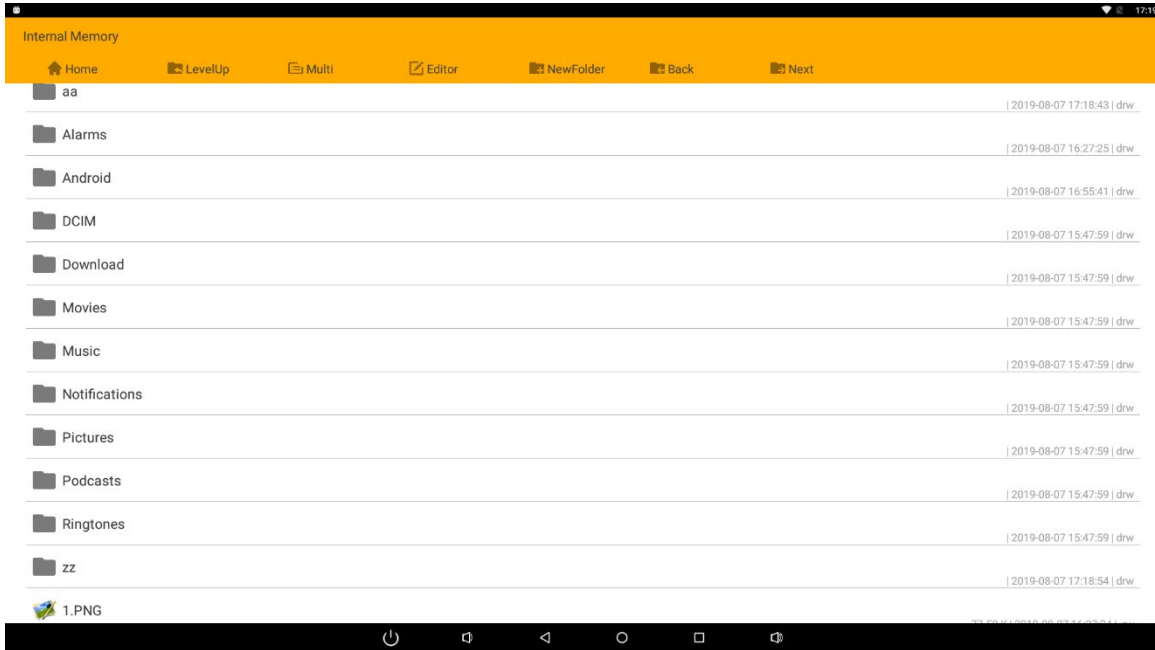 17:19
Internal Memory
Home LevelUp Multi Editor NewFolder Back Next
aa
| 2019-08-07 17:18:43 | drw
Alarms
| 2019-08-07 16:27:25 | drw
Android
| 2019-08-07 16:55:41 | drw
DCIM
| 2019-08-07 15:47:59 | drw
Download
| 2019-08-07 15:47:59 | drw
Movies
| 2019-08-07 15:47:59 | drw
Music
| 2019-08-07 15:47:59 | drw
Notifications
| 2019-08-07 15:47:59 | drw
Pictures
| 2019-08-07 15:47:59 | drw
Podcasts
| 2019-08-07 15:47:59 | drw
Ringtones
| 2019-08-07 15:47:59 | drw
zz
| 2019-08-07 17:18:54 | drw
1.PNG